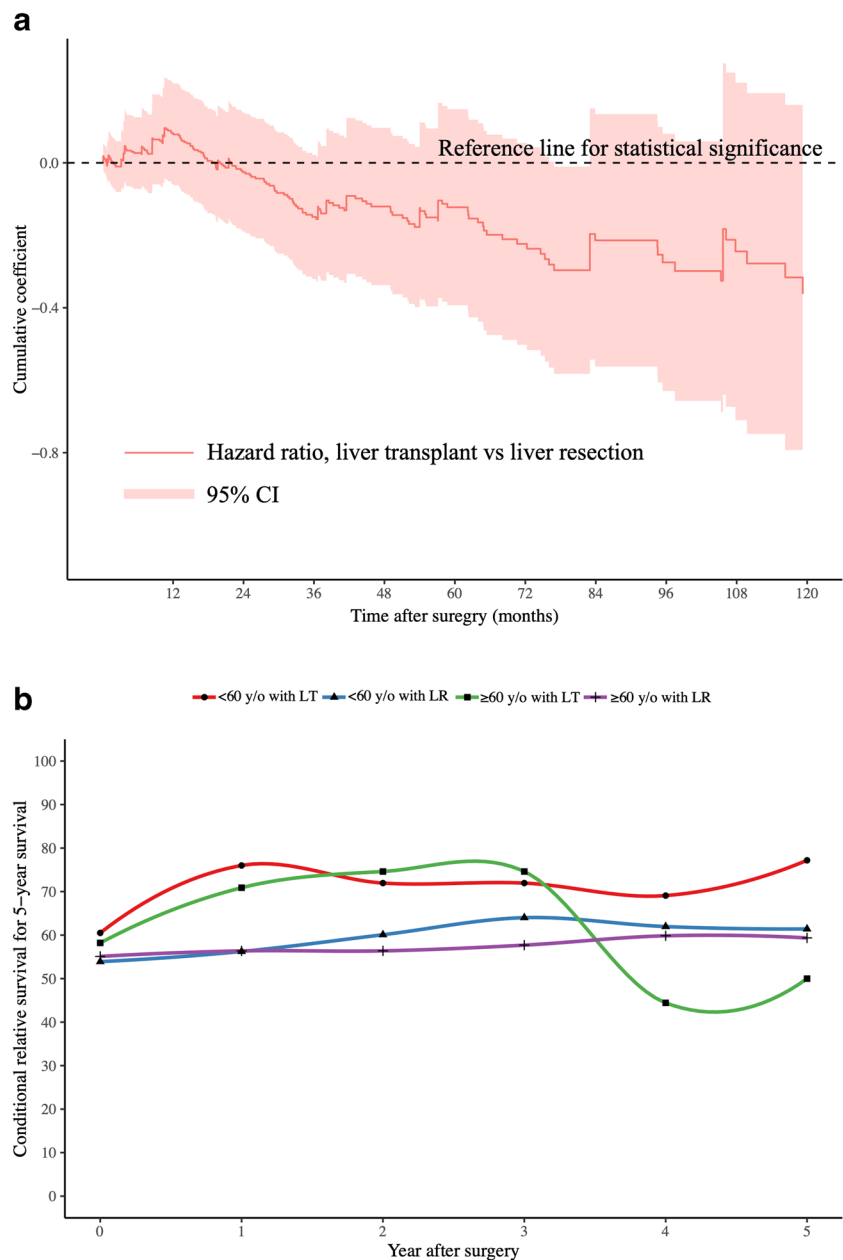 a
0.0
−0.4
−0.8
Cumulative coefficient
Reference line for statistical significance
Hazard ratio, liver transplant vs liver resection
95% CI
12 24 36 48 60 72 84 96 108 120
Time after suregry (months)
b
<60 y/o with LT <60 y/o with LR ≥60 y/o with LT ≥60 y/o with LR
Conditional relative survival for 5−year survival
100
90
80
70
60
50
40
30
20
10
0
0 1 2 3 4 5
Year after surgery